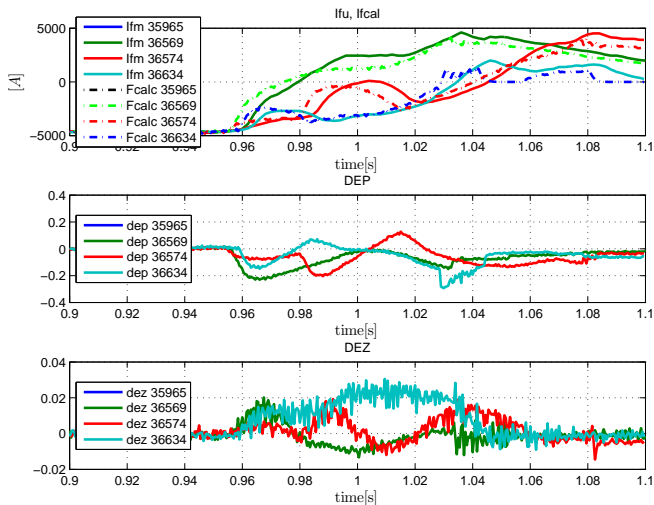 Ifu, Ifcal
5000
0
−5000
[A]
Ifm 35965
Ifm 36569
Ifm 36574
Ifm 36634
Fcalc 35965
Fcalc 36569
Fcalc 36574
Fcalc 36634
0.9 0.92 0.94 0.96 0.98 1 1.02 1.04 1.06 1.08 1.1
time[s]
DEP
0.4
0.2
0
−0.2
−0.4
dep 35965
dep 36569
dep 36574
dep 36634
0.9 0.92 0.94 0.96 0.98 1 1.02 1.04 1.06 1.08 1.1
time[s]
DEZ
0.04
0.02
0
−0.02
dez 35965
dez 36569
dez 36574
dez 36634
0.9 0.92 0.94 0.96 0.98 1 1.02 1.04 1.06 1.08 1.1
time[s]